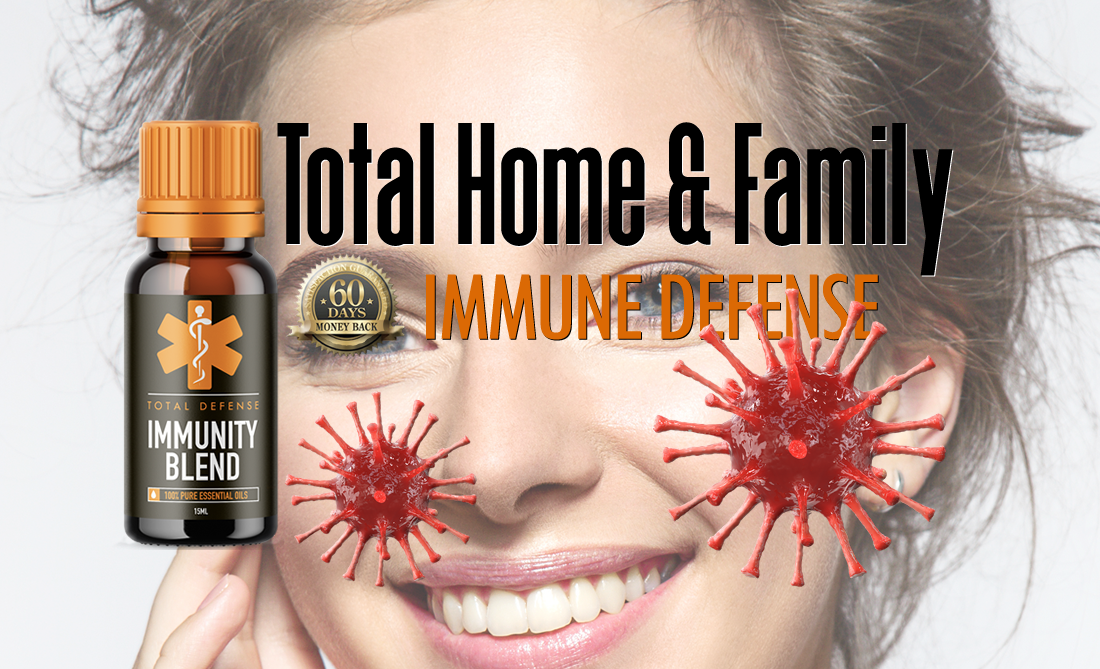 Total Home & Family
IMMUNE DEFENSE
60
DAYS
MONEY BACK
TOTAL DEFENSE
IMMUNITY
BLEND
100% PURE ESSENTIAL OILS
15ML